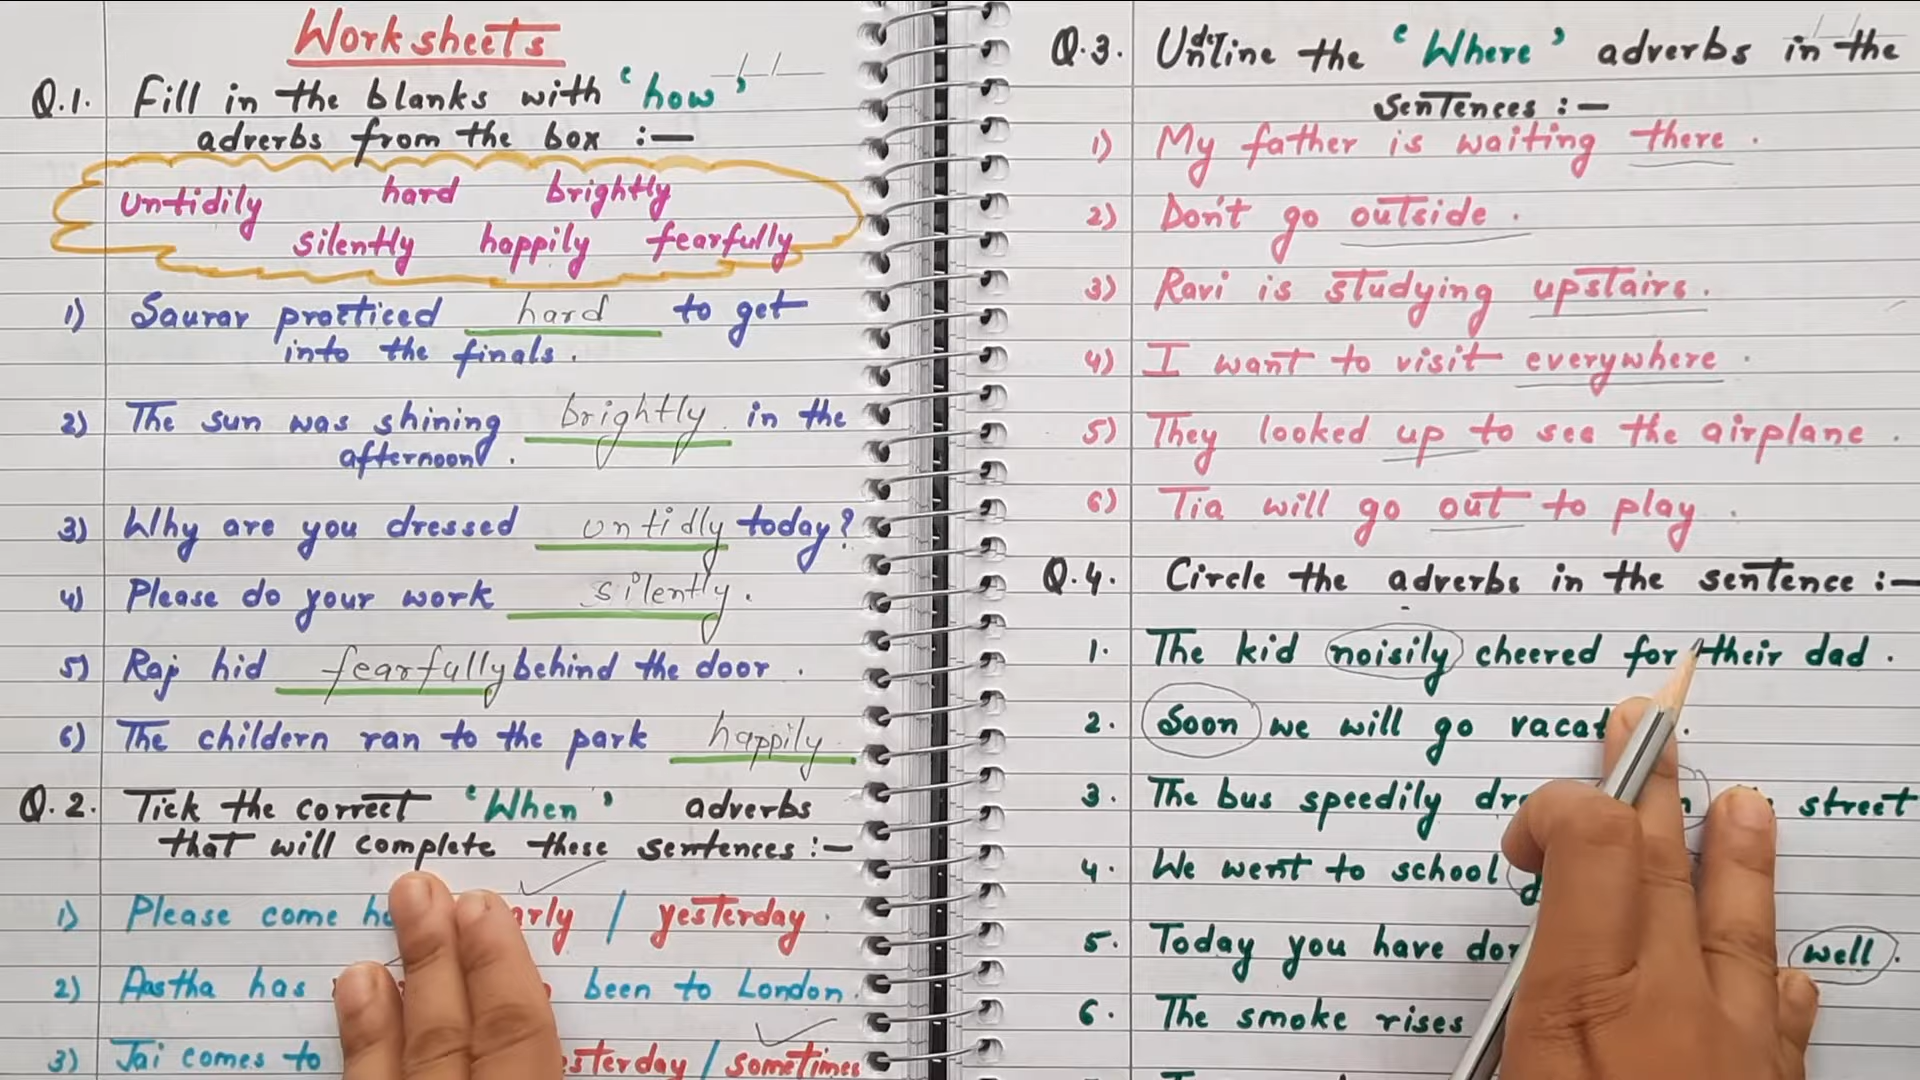 Worksheets
Q.1. Fill in the blanks with 'how'
adverbs from the box :—
untidily hard brightly
silently happily fearfully
1) Saurav practiced hard to get
into the finals.
2) The sun was shining brightly in the
afternoon.
3) Why are you dressed untidly today?
4) Please do your work silently.
5) Raj hid fearfully behind the door.
6) The childern ran to the park happily
Q.2. Tick the correct 'When' adverbs
that will complete these sentences :—
1) Please come / yesterday.
2) Aastha has been to London.
3) Jai comes to / sometimes
Q.3. Underline the 'Where' adverbs in the
sentences :—
1) My father is waiting there.
2) Don't go outside.
3) Ravi is studying upstairs.
4) I want to visit everywhere.
5) They looked up to see the airplane.
6) Tia will go out to play.
Q.4. Circle the adverbs in the sentence :—
1. The kid noisily cheered for their dad.
2. Soon we will go
3. The bus speedily street
4. We went to school
5. Today you have well.
6. The smoke rises